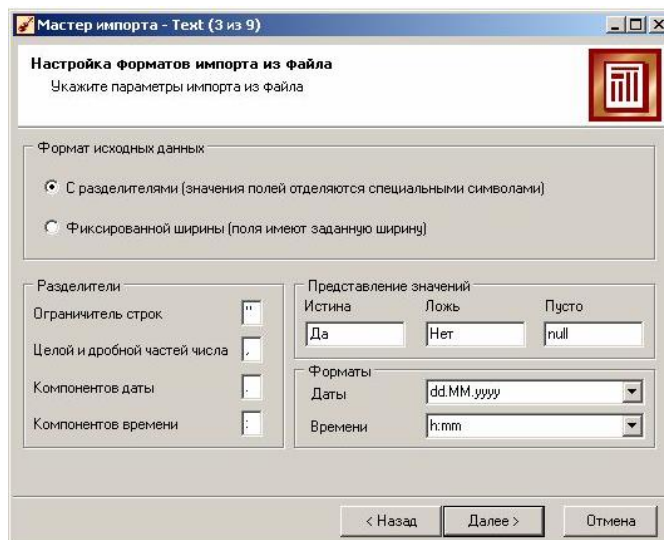 Мастер импорта - Text (3 из 9)
Настройка форматов импорта из файла
Укажите параметры импорта из файла
Формат исходных данных
С разделителями (значения полей отделяются специальными символами)
Фиксированной ширины (поля имеют заданную ширину)
Разделители
Ограничитель строк "
Целой и дробной частей числа ,
Компонентов даты .
Компонентов времени :
Представление значений
Истина Ложь Пусто
Да Нет null
Форматы
Даты dd.MM.yyyy
Времени h:mm
< Назад Далее > Отмена